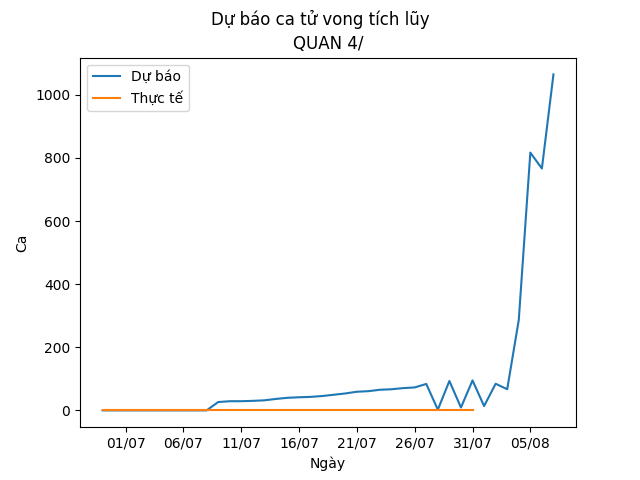 Dự báo ca tử vong tích lũy
QUAN 4/
Dự báo
Thực tế
1000
800
600
400
200
0
Ca
01/07 06/07 11/07 16/07 21/07 26/07 31/07 05/08
Ngày